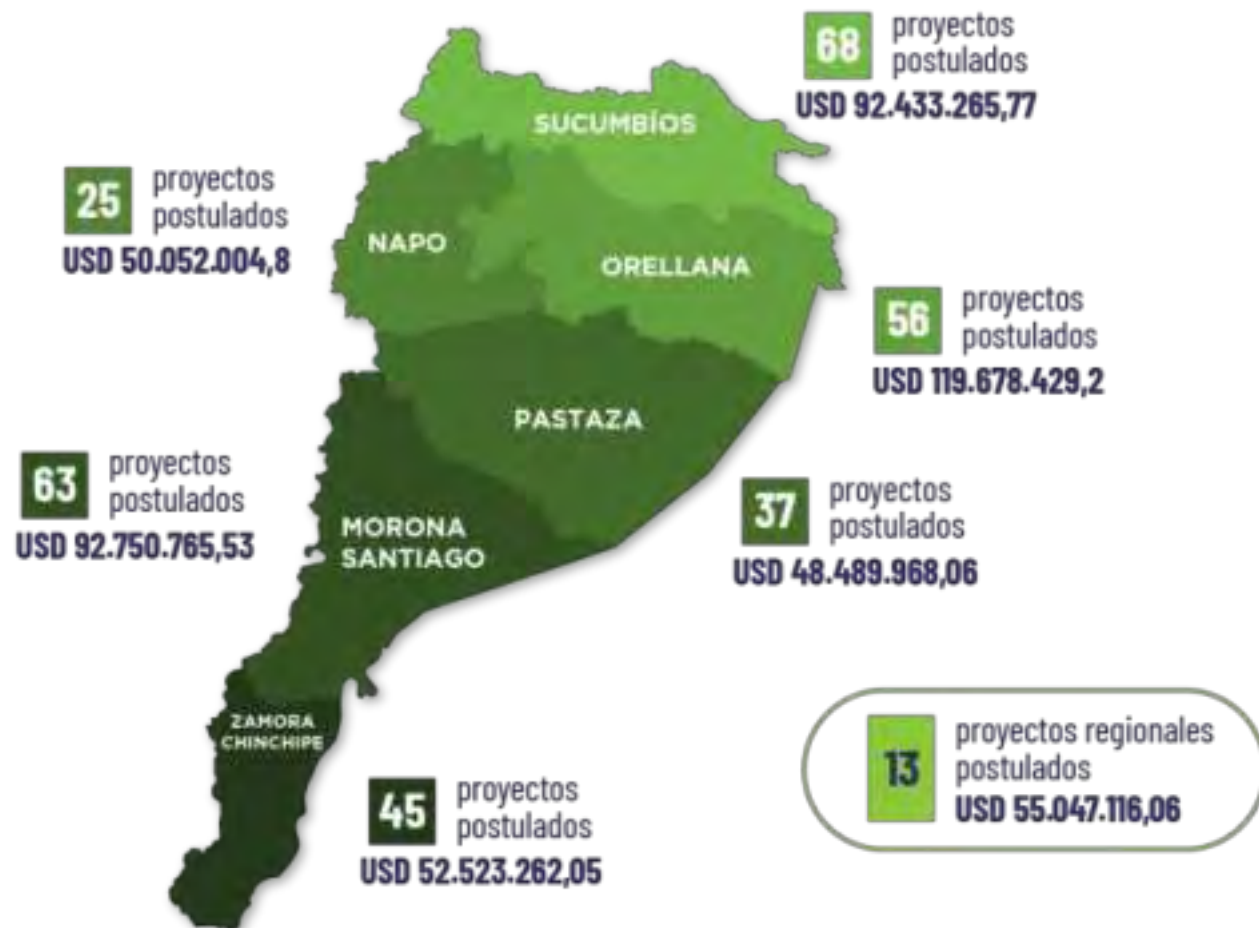 68
proyectos
postulados
USD 92.433.265,77
SUCUMBÍOS
25
proyectos
postulados
USD 50.052.004,8
NAPO
ORELLANA
56
proyectos
postulados
USD 119.678.429,2
PASTAZA
63
proyectos
postulados
USD 92.750.765,53
MORONA
SANTIAGO
37
proyectos
postulados
USD 48.489.968,06
ZAMORA
CHINCHIPE
45
proyectos
postulados
USD 52.523.262,05
13
proyectos regionales
postulados
USD 55.047.116,06